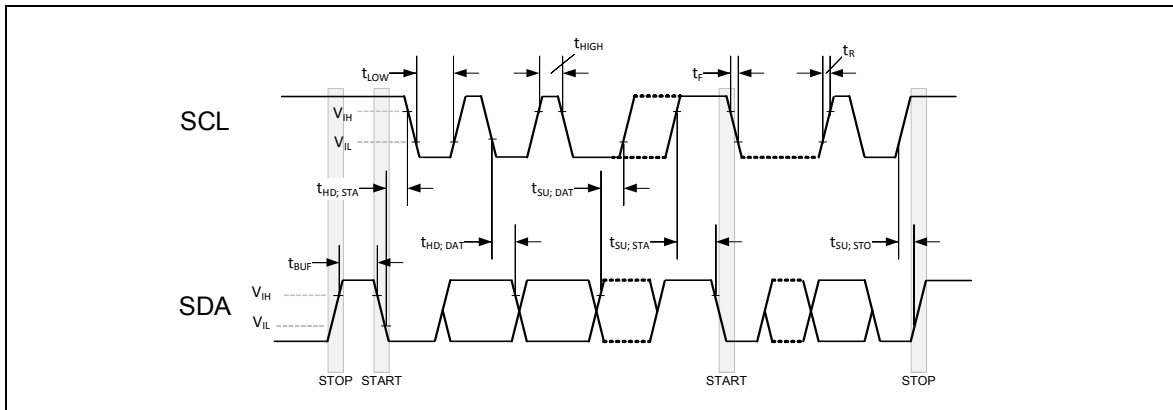 tHIGH
tLOW
tF
tR
SCL
VIH
VIL
tHD; STA
tSU; DAT
tHD; DAT
tSU; STA
tSU; STO
tBUF
SDA
VIH
VIL
STOP START START STOP